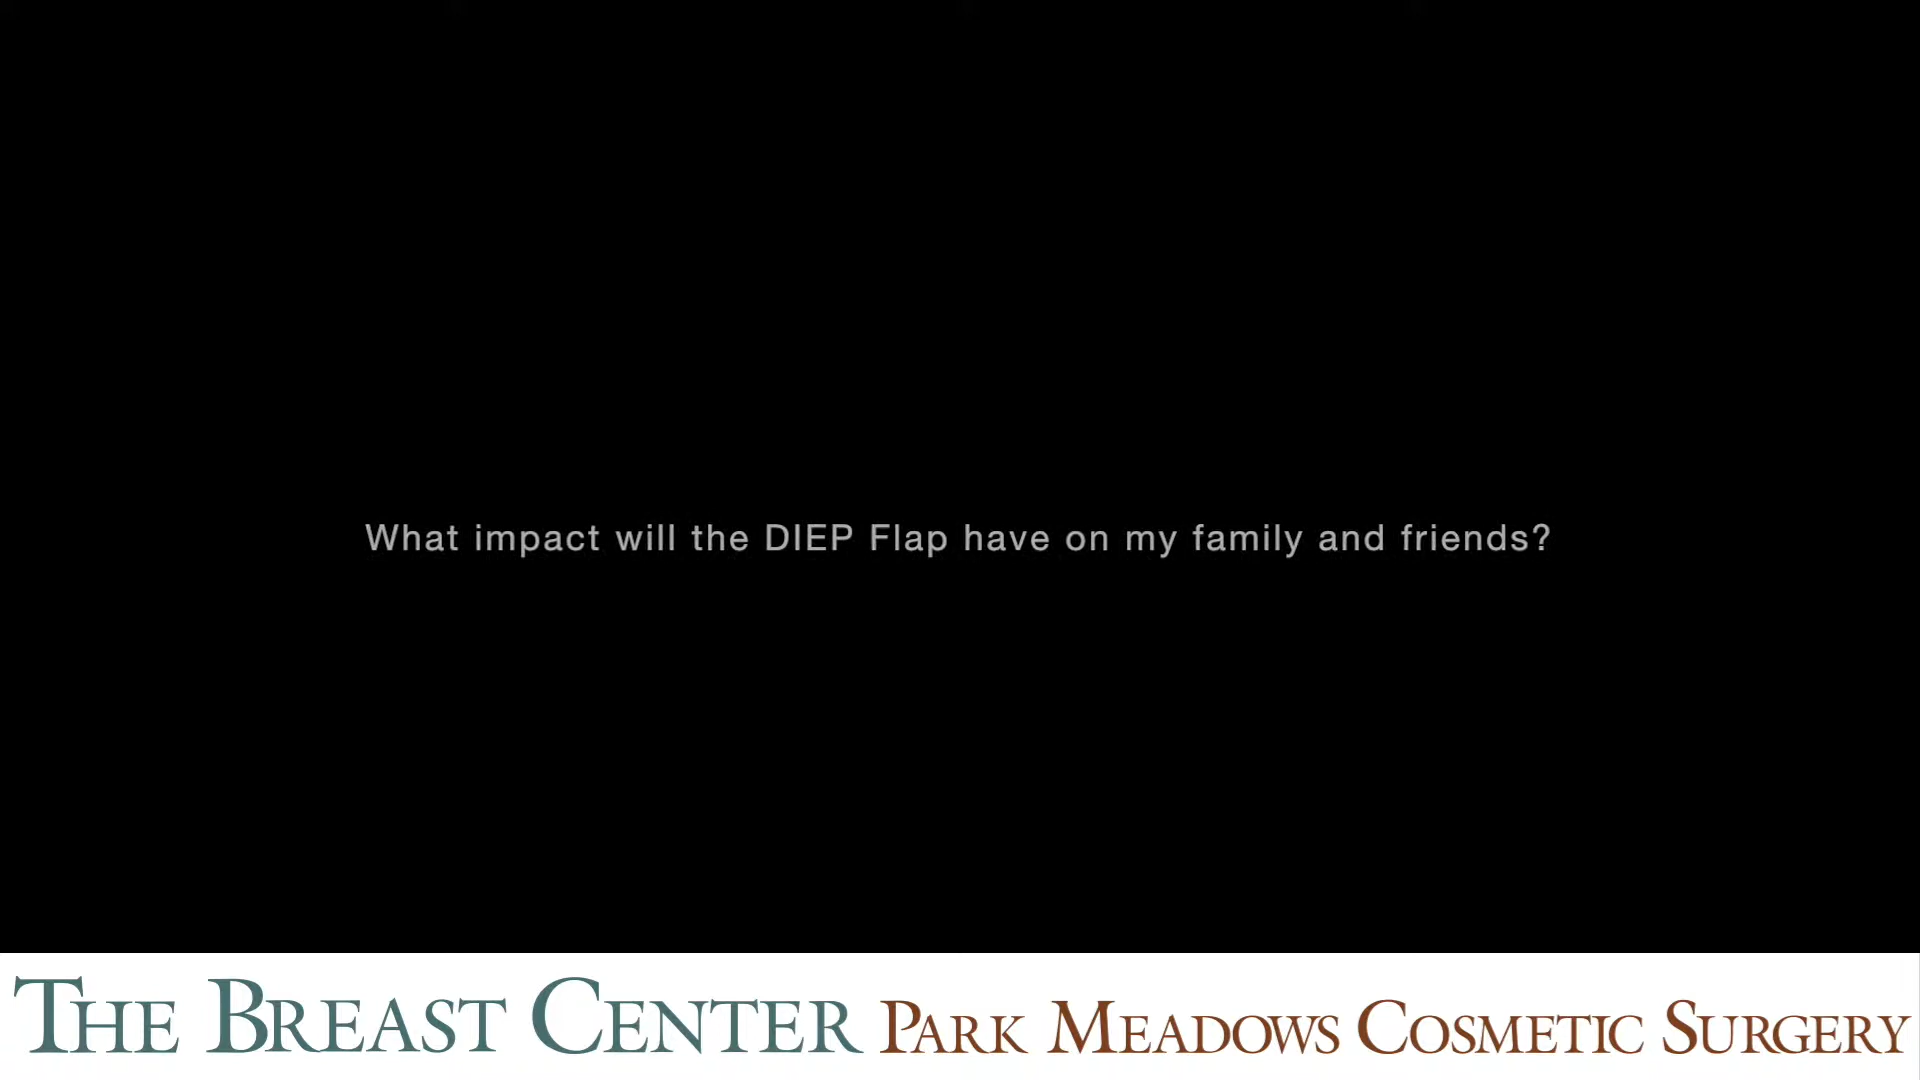 What impact will the DIEP Flap have on my family and friends?
THE BREAST CENTER PARK MEADOWS COSMETIC SURGERY